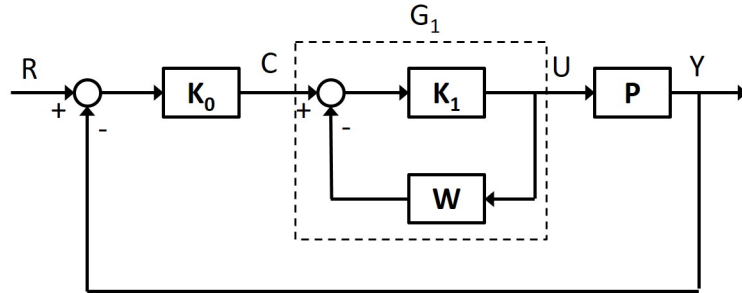 G₁
R
K₀
C
K₁
U
P
Y
+
-
+
-
W